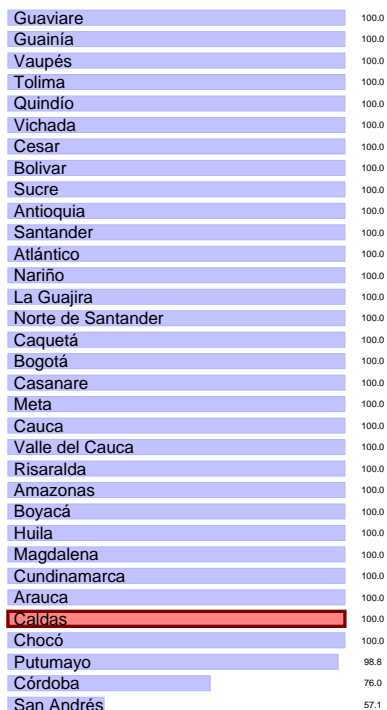 Guaviare 100.0
Guainía 100.0
Vaupés 100.0
Tolima 100.0
Quindío 100.0
Vichada 100.0
Cesar 100.0
Bolivar 100.0
Sucre 100.0
Antioquia 100.0
Santander 100.0
Atlántico 100.0
Nariño 100.0
La Guajira 100.0
Norte de Santander 100.0
Caquetá 100.0
Bogotá 100.0
Casanare 100.0
Meta 100.0
Cauca 100.0
Valle del Cauca 100.0
Risaralda 100.0
Amazonas 100.0
Boyacá 100.0
Huila 100.0
Magdalena 100.0
Cundinamarca 100.0
Arauca 100.0
Caldas 100.0
Chocó 100.0
Putumayo 98.8
Córdoba 76.0
San Andrés 57.1